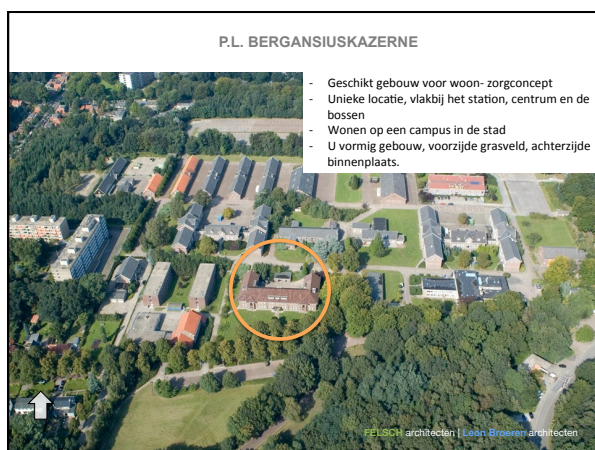 P.L. BERGANSIUSKAZERNE
- Geschikt gebouw voor woon- zorgconcept
- Unieke locatie, vlakbij het station, centrum en de
bossen
- Wonen op een campus in de stad
- U vormig gebouw, voorzijde grasveld, achterzijde
binnenplaats.
FELSCH architecten | Leon Broeren architecten